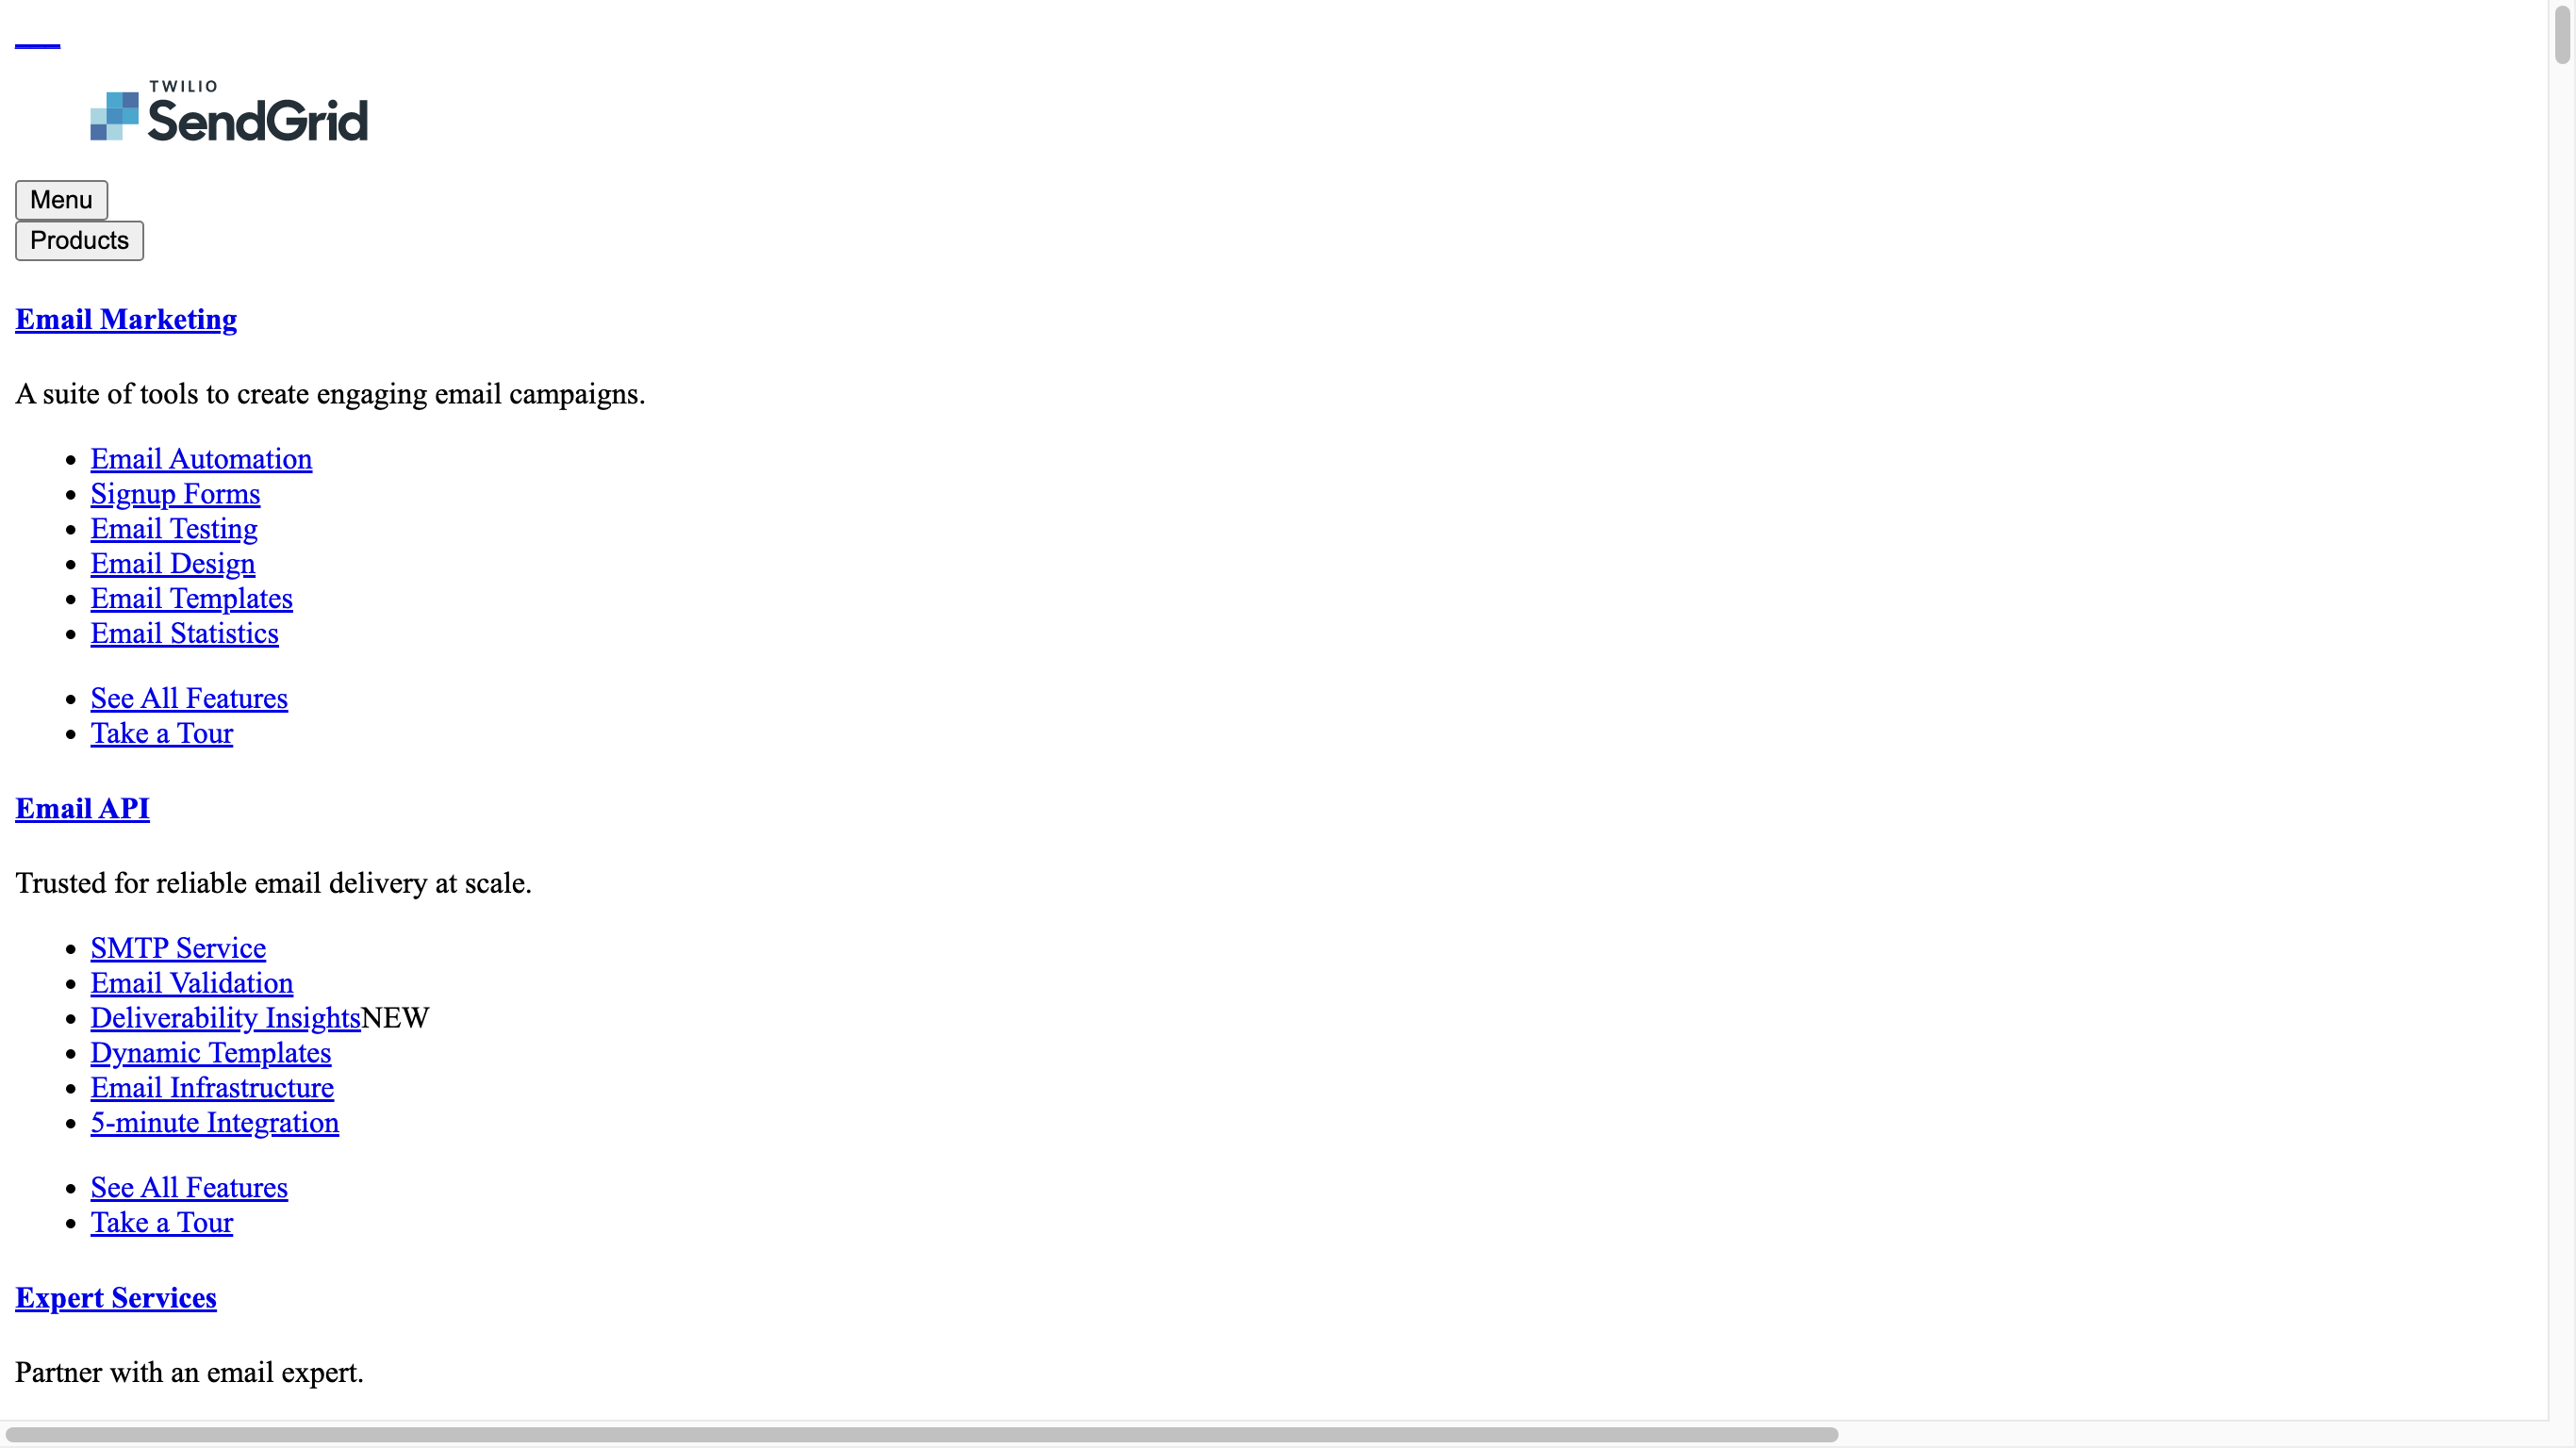 TWILIO
SendGrid
Menu
Products
Email Marketing
A suite of tools to create engaging email campaigns.
Email Automation
Signup Forms
Email Testing
Email Design
Email Templates
Email Statistics
See All Features
Take a Tour
Email API
Trusted for reliable email delivery at scale.
SMTP Service
Email Validation
Deliverability InsightsNEW
Dynamic Templates
Email Infrastructure
5-minute Integration
See All Features
Take a Tour
Expert Services
Partner with an email expert.